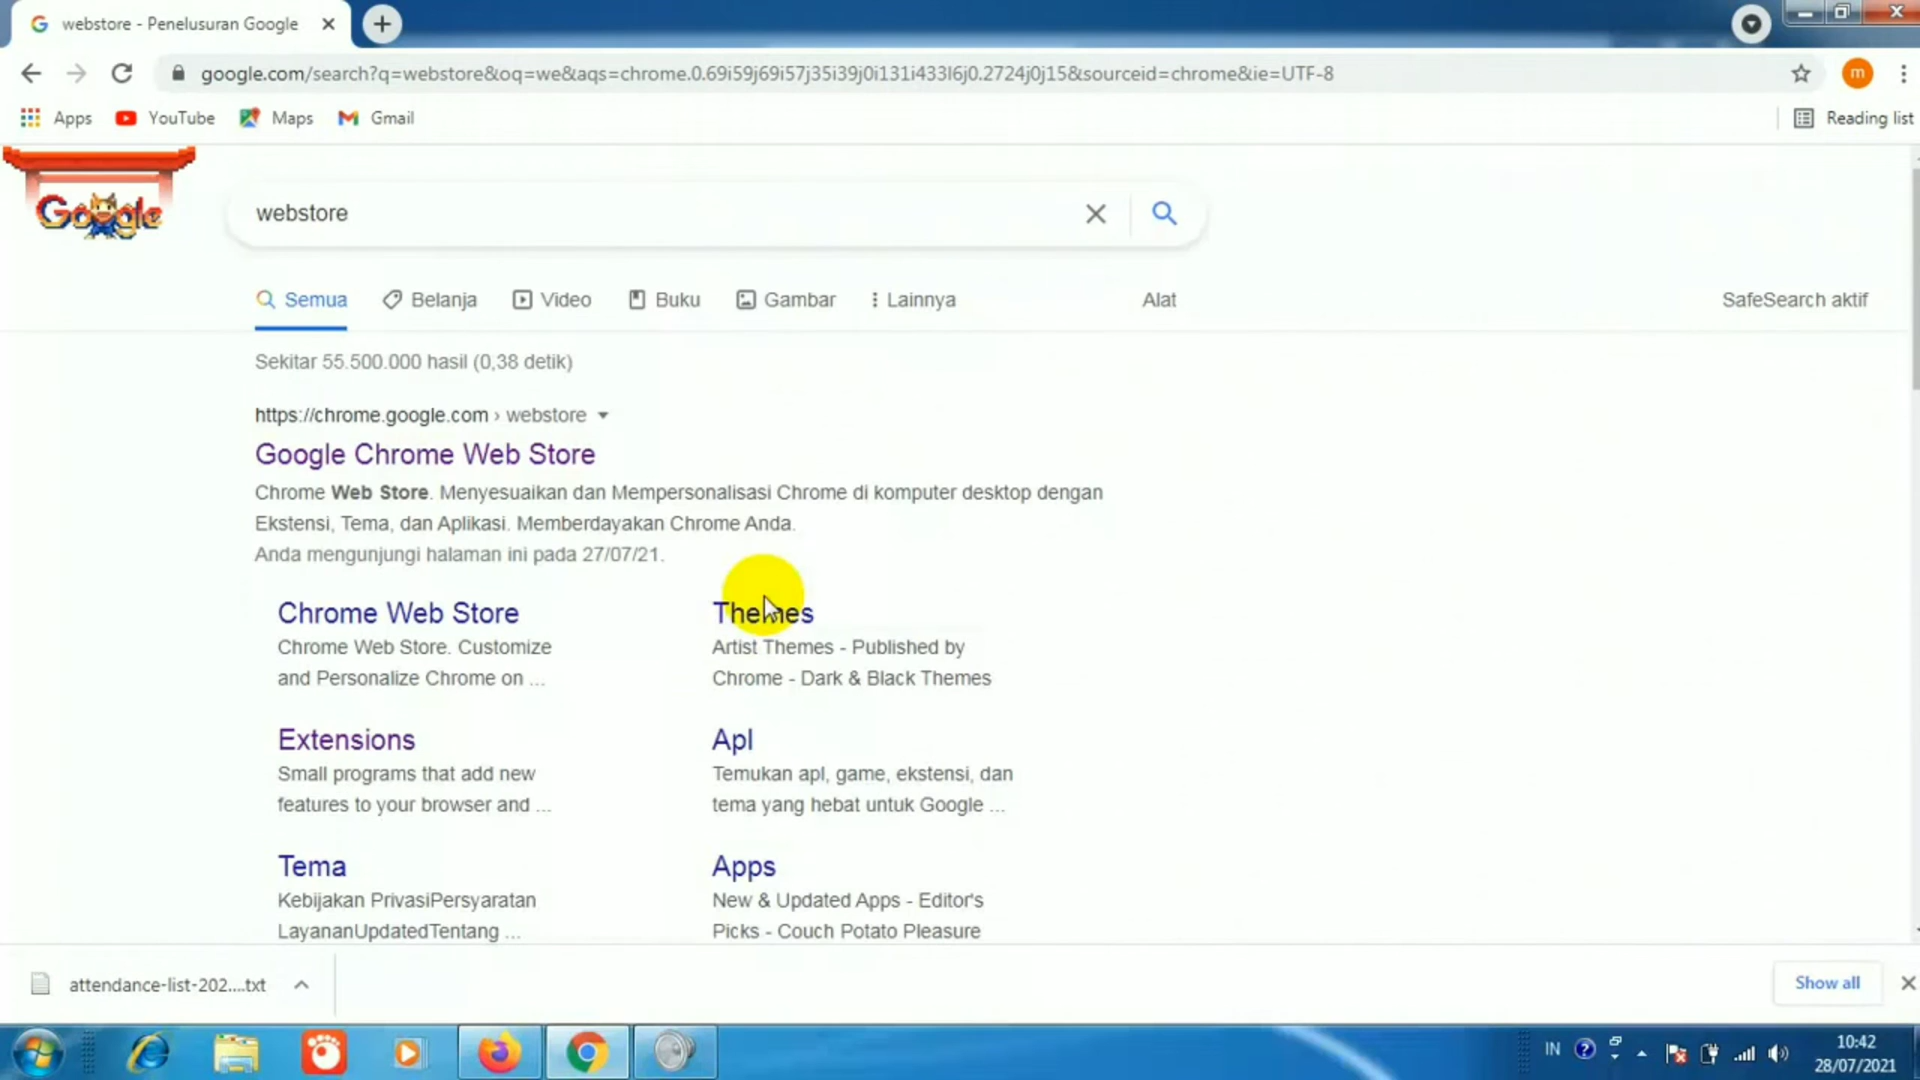 webstore - Penelusuran Google
google.com/search?q=webstore&oq=we&aqs=chrome.0.69i59j69i57j35i39j0i131i433l6j0.2724j0j15&sourceid=chrome&ie=UTF-8
m
Apps YouTube Maps Gmail Reading list
Google
webstore
Semua Belanja Video Buku Gambar Lainnya Alat SafeSearch aktif
Sekitar 55.500.000 hasil (0,38 detik)
https://chrome.google.com › webstore
Google Chrome Web Store
Chrome Web Store. Menyesuaikan dan Mempersonalisasi Chrome di komputer desktop dengan
Ekstensi, Tema, dan Aplikasi. Memberdayakan Chrome Anda.
Anda mengunjungi halaman ini pada 27/07/21.
Chrome Web Store
Chrome Web Store. Customize
and Personalize Chrome on ...
Themes
Artist Themes - Published by
Chrome - Dark & Black Themes
Extensions
Small programs that add new
features to your browser and ...
Apl
Temukan apl, game, ekstensi, dan
tema yang hebat untuk Google ...
Tema
Kebijakan PrivasiPersyaratan
LayananUpdatedTentang ...
Apps
New & Updated Apps - Editor's
Picks - Couch Potato Pleasure
attendance-list-202....txt
Show all
IN
10:42
28/07/2021